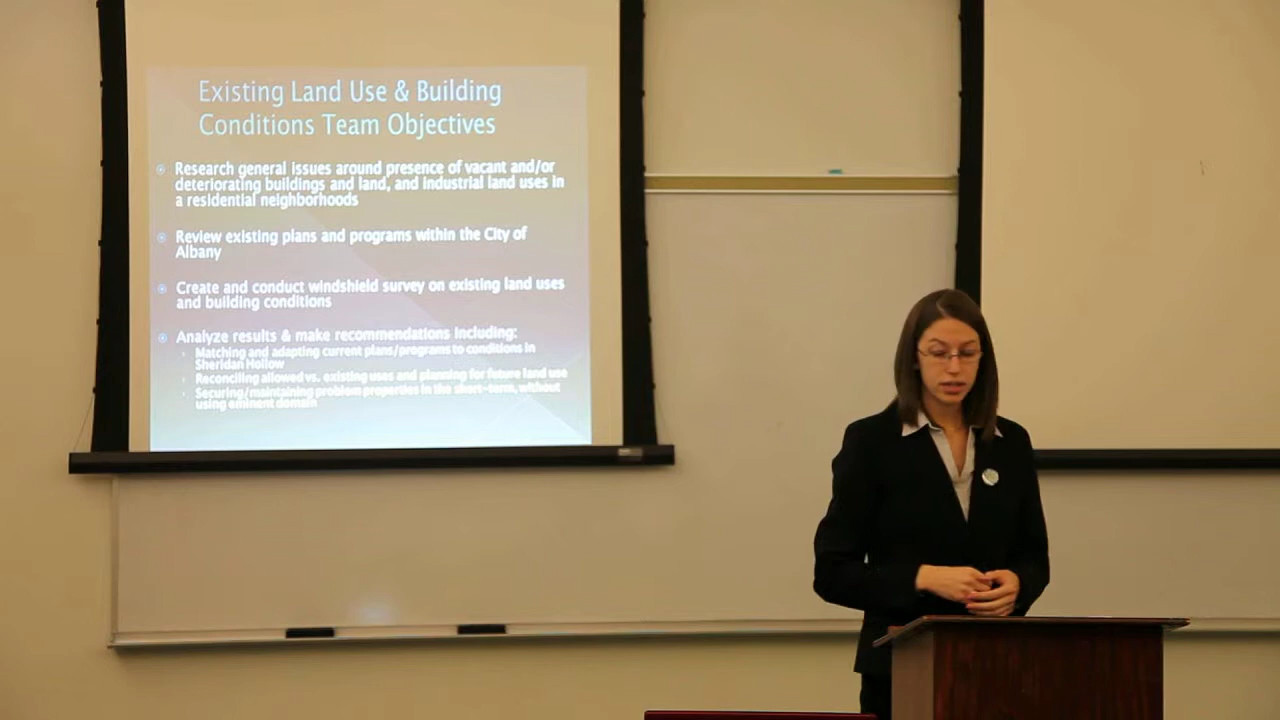 Existing Land Use & Building
Conditions Team Objectives
Research general issues around presence of vacant and/or
deteriorating buildings and land, and industrial land uses in
a residential neighborhoods
Review existing plans and programs within the City of
Albany
Create and conduct windshield survey on existing land uses
and building conditions
Analyze results & make recommendations including:
Matching and adapting current plans/programs to conditions in
Sheridan Hollow
Reconciling allowed vs. existing uses and planning for future land use
Securing/maintaining problem properties in the short-term, without
using eminent domain